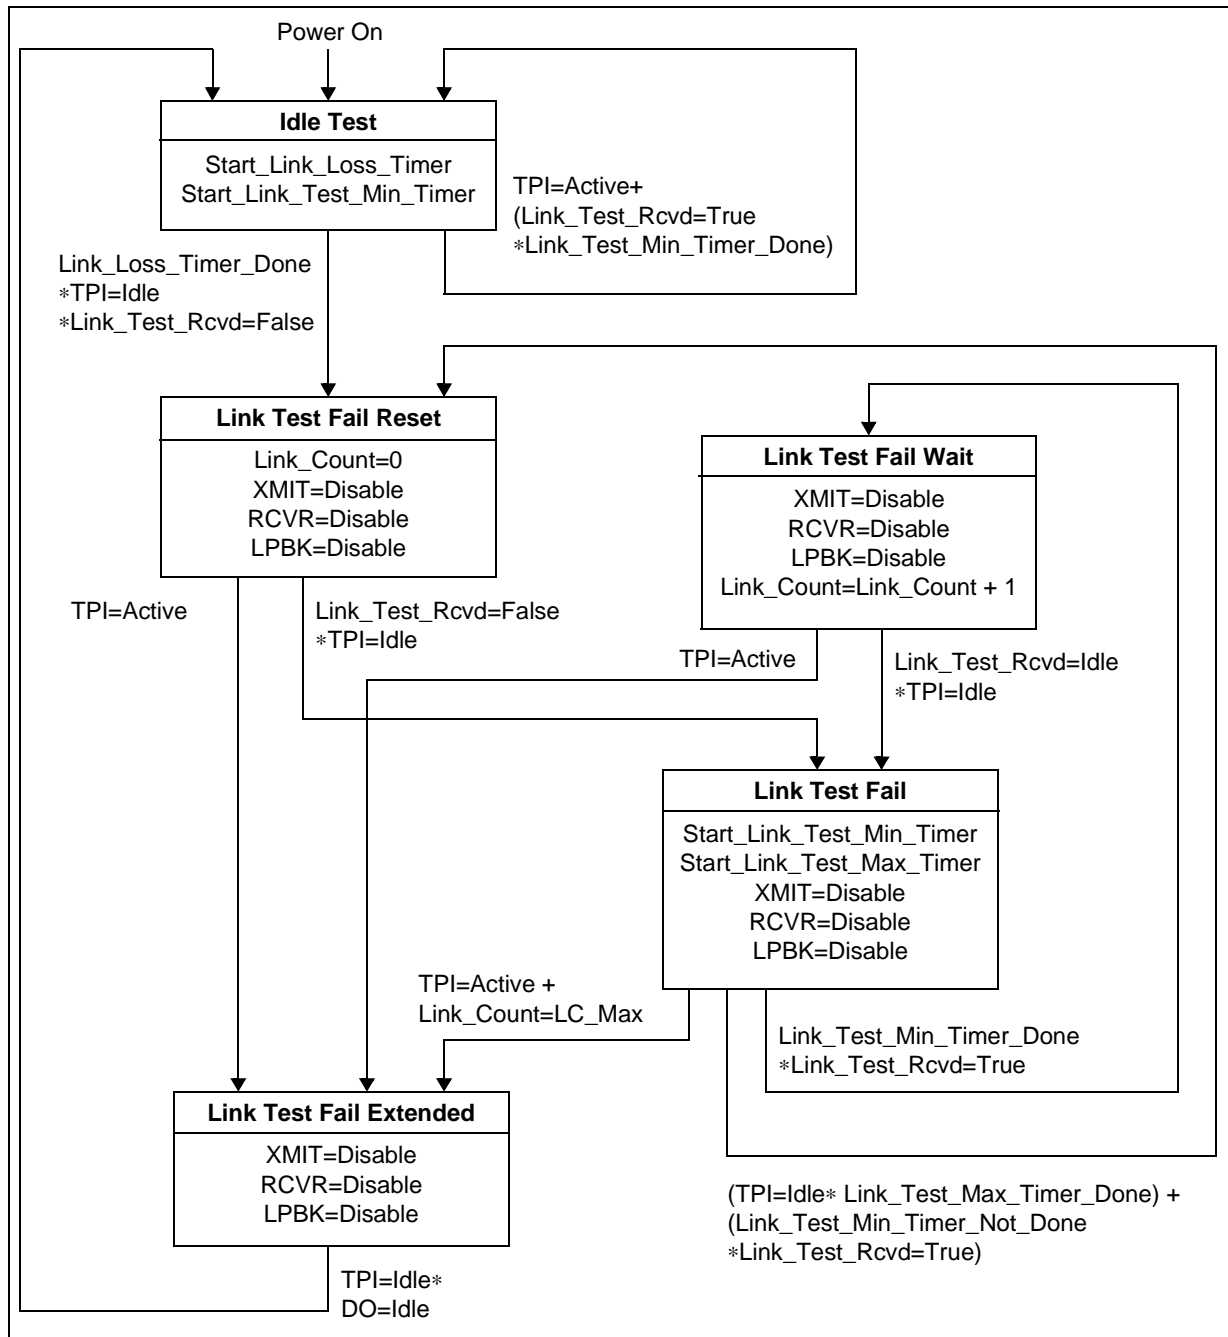 Power On
Idle Test
Start_Link_Loss_Timer
Start_Link_Test_Min_Timer
TPI=Active+
(Link_Test_Rcvd=True
*Link_Test_Min_Timer_Done)
Link_Loss_Timer_Done
*TPI=Idle
*Link_Test_Rcvd=False
Link Test Fail Reset
Link_Count=0
XMIT=Disable
RCVR=Disable
LPBK=Disable
Link Test Fail Wait
XMIT=Disable
RCVR=Disable
LPBK=Disable
Link_Count=Link_Count + 1
TPI=Active
Link_Test_Rcvd=False
*TPI=Idle
TPI=Active
Link_Test_Rcvd=Idle
*TPI=Idle
Link Test Fail
Start_Link_Test_Min_Timer
Start_Link_Test_Max_Timer
XMIT=Disable
RCVR=Disable
LPBK=Disable
TPI=Active +
Link_Count=LC_Max
Link_Test_Min_Timer_Done
*Link_Test_Rcvd=True
Link Test Fail Extended
XMIT=Disable
RCVR=Disable
LPBK=Disable
(TPI=Idle* Link_Test_Max_Timer_Done) +
(Link_Test_Min_Timer_Not_Done
*Link_Test_Rcvd=True)
TPI=Idle*
DO=Idle